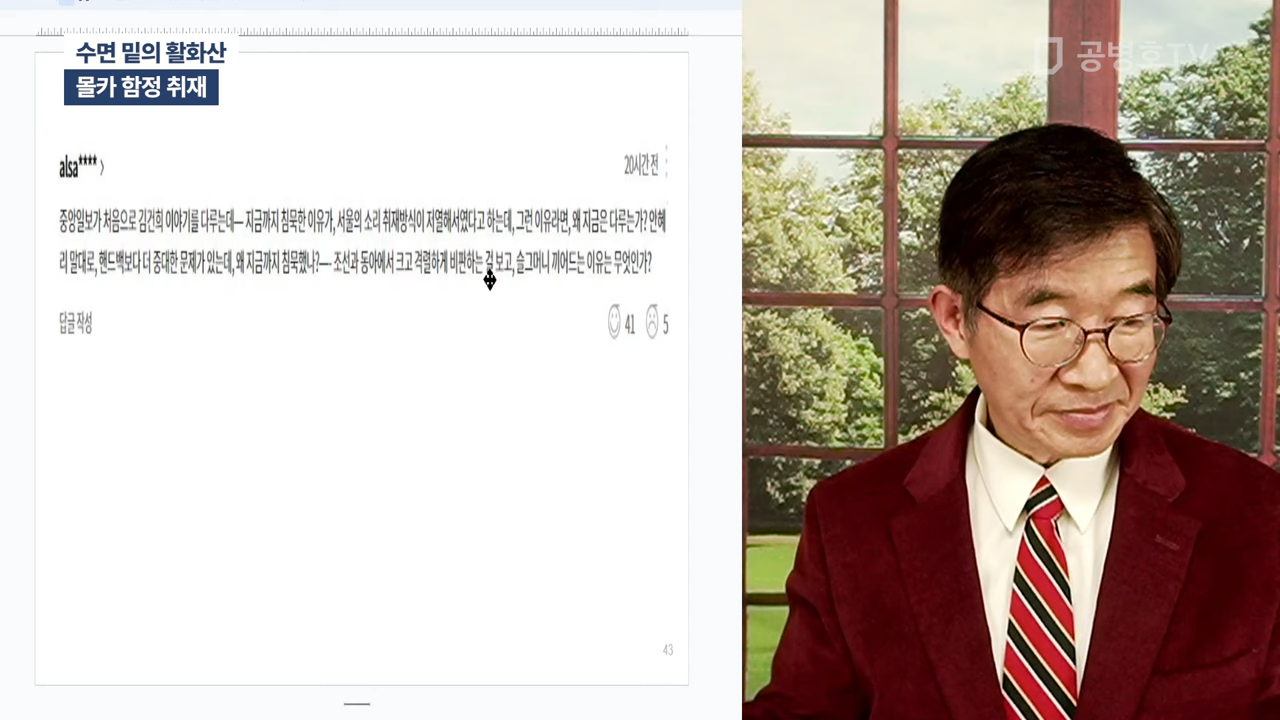 수면 밑의 활화산
몰카 함정 취재
공병호TV
alsa**** 〉
20시간 전
중앙일보가 처음으로 김건희 이야기를 다루는데— 지금까지 침묵한 이유가, 서울의 소리 취재방식이 저열해서였다고 하는데, 그런 이유라면, 왜 지금은 다루는가? 안혜
리 말대로, 핸드백보다 더 중대한 문제가 있는데, 왜 지금까지 침묵했나?—- 조선과 동아에서 크고 격렬하게 비판하는 걸 보고, 슬그머니 끼어드는 이유는 무엇인가?
답글 작성
41
5
43